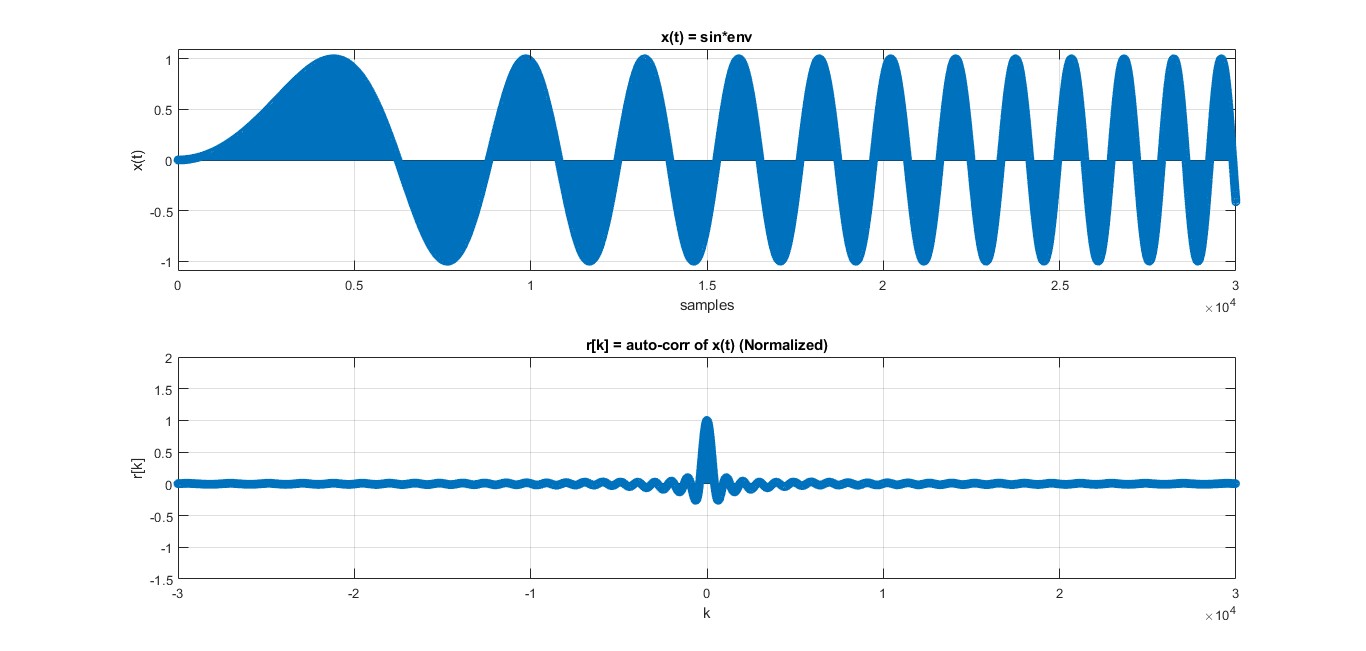 x(t) = sin*env
x(t)
1
0.5
0
-0.5
-1
0 0.5 1 1.5 2 2.5 3
samples
×10^4
r[k] = auto-corr of x(t) (Normalized)
r[k]
2
1.5
1
0.5
0
-0.5
-1
-1.5
-3 -2 -1 0 1 2 3
k
×10^4